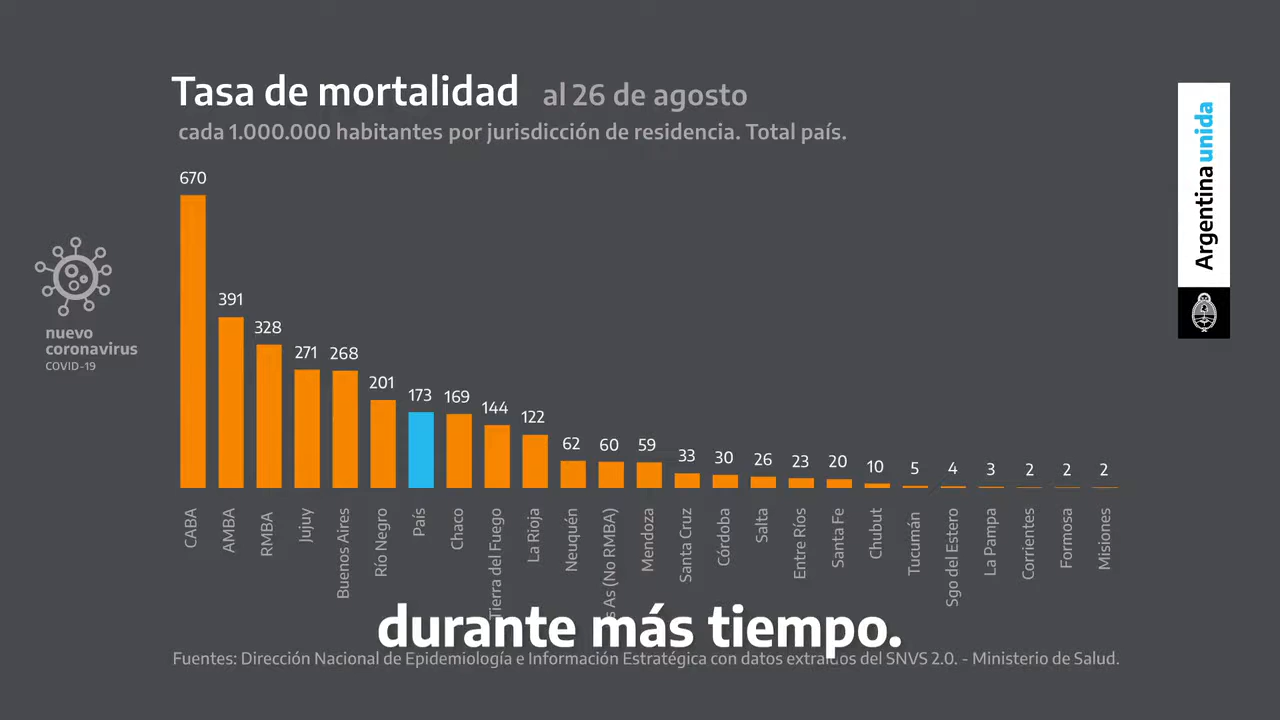 Tasa de mortalidad al 26 de agosto
cada 1.000.000 habitantes por jurisdicción de residencia. Total país.
Argentina unida
nuevo
coronavirus
COVID-19
670
391
328
271
268
201
173
169
144
122
62
60
59
33
30
26
23
20
10
5
4
3
2
2
2
CABA
AMBA
RMBA
Jujuy
Buenos Aires
Río Negro
País
Chaco
Tierra del Fuego
La Rioja
Neuquén
As (No RMBA)
Mendoza
Santa Cruz
Córdoba
Salta
Entre Ríos
Santa Fe
Chubut
Tucumán
Sgo del Estero
La Pampa
Corrientes
Formosa
Misiones
durante más tiempo.
Fuentes: Dirección Nacional de Epidemiología e Información Estratégica con datos extraídos del SNVS 2.0. - Ministerio de Salud.